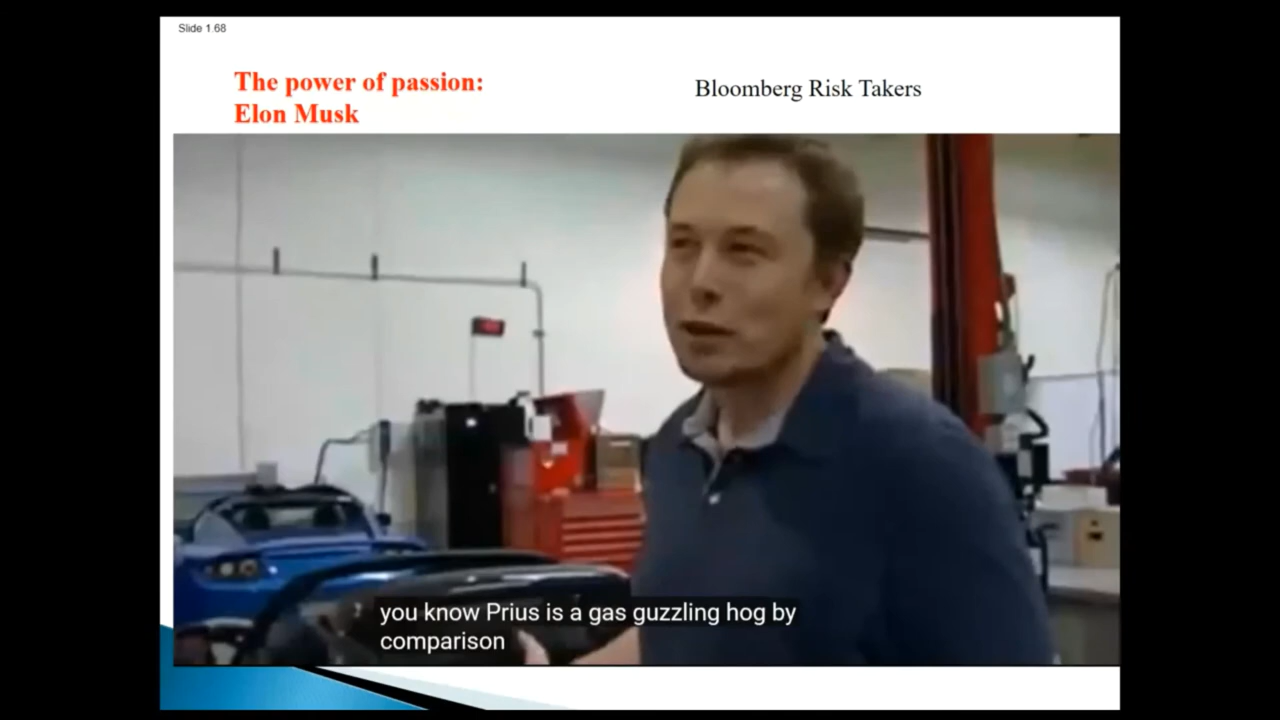 Slide 1.68
The power of passion:
Elon Musk
Bloomberg Risk Takers
you know Prius is a gas guzzling hog by
comparison